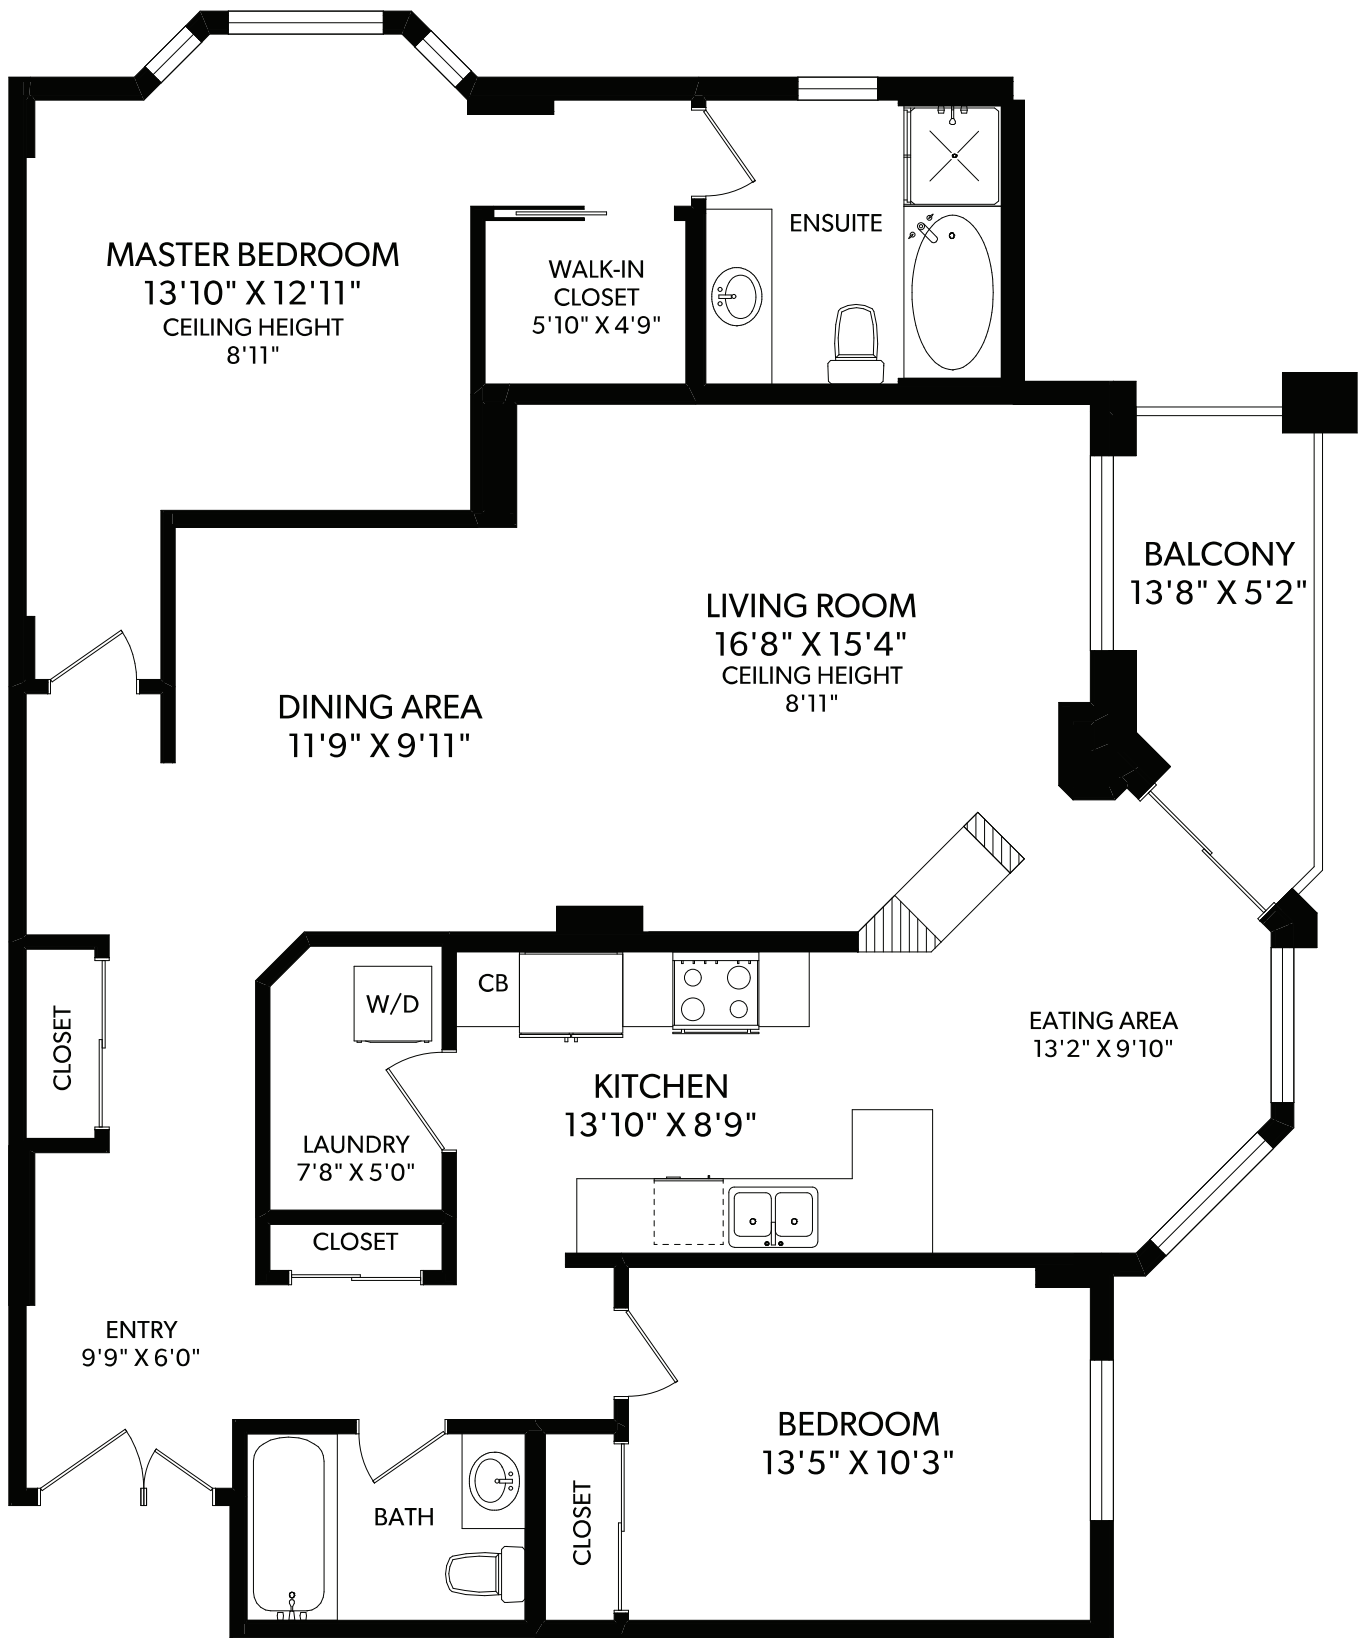 MASTER BEDROOM
13'10" X 12'11"
CEILING HEIGHT
8'11"
WALK-IN
CLOSET
5'10" X 4'9"
ENSUITE
BALCONY
13'8" X 5'2"
LIVING ROOM
16'8" X 15'4"
CEILING HEIGHT
8'11"
DINING AREA
11'9" X 9'11"
CLOSET
W/D
CB
EATING AREA
13'2" X 9'10"
KITCHEN
13'10" X 8'9"
LAUNDRY
7'8" X 5'0"
CLOSET
ENTRY
9'9" X 6'0"
BEDROOM
13'5" X 10'3"
BATH
CLOSET